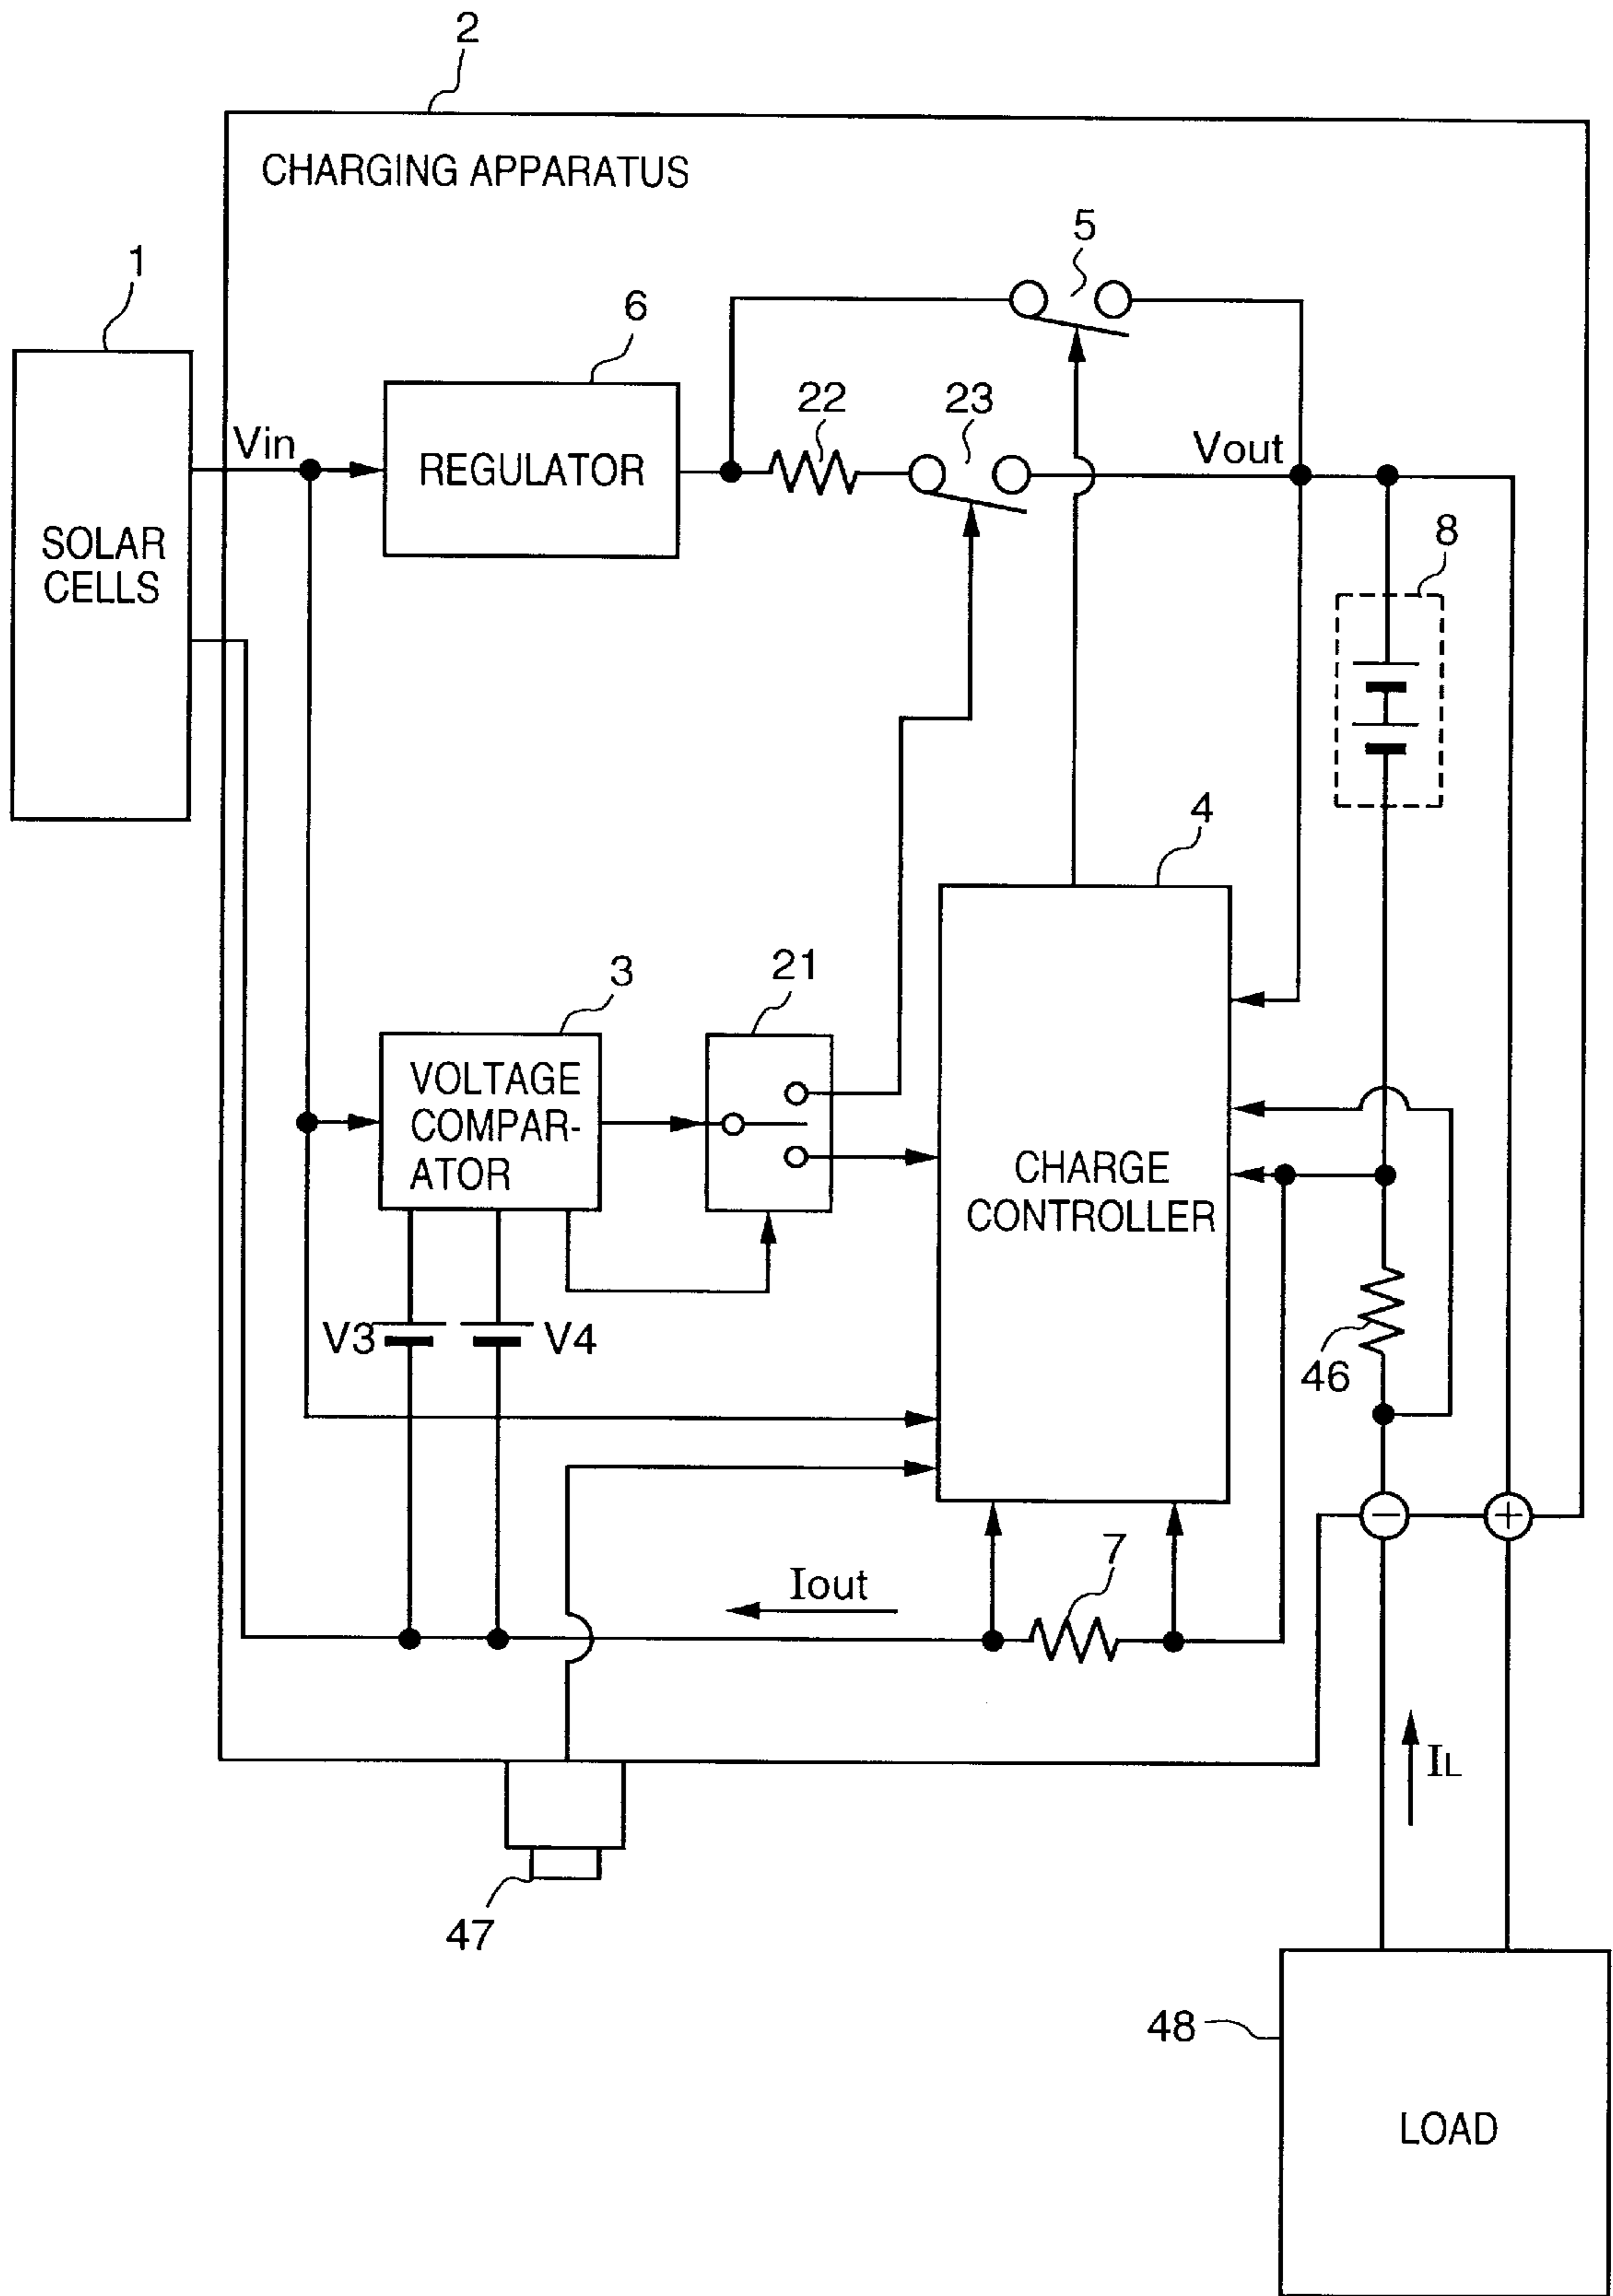 2
CHARGING APPARATUS
5
1
6
22
23
Vin
REGULATOR
Vout
SOLAR
CELLS
8
4
3
21
VOLTAGE
COMPAR-
ATOR
CHARGE
CONTROLLER
V3
V4
46
−
+
7
Iout
IL
47
48
LOAD